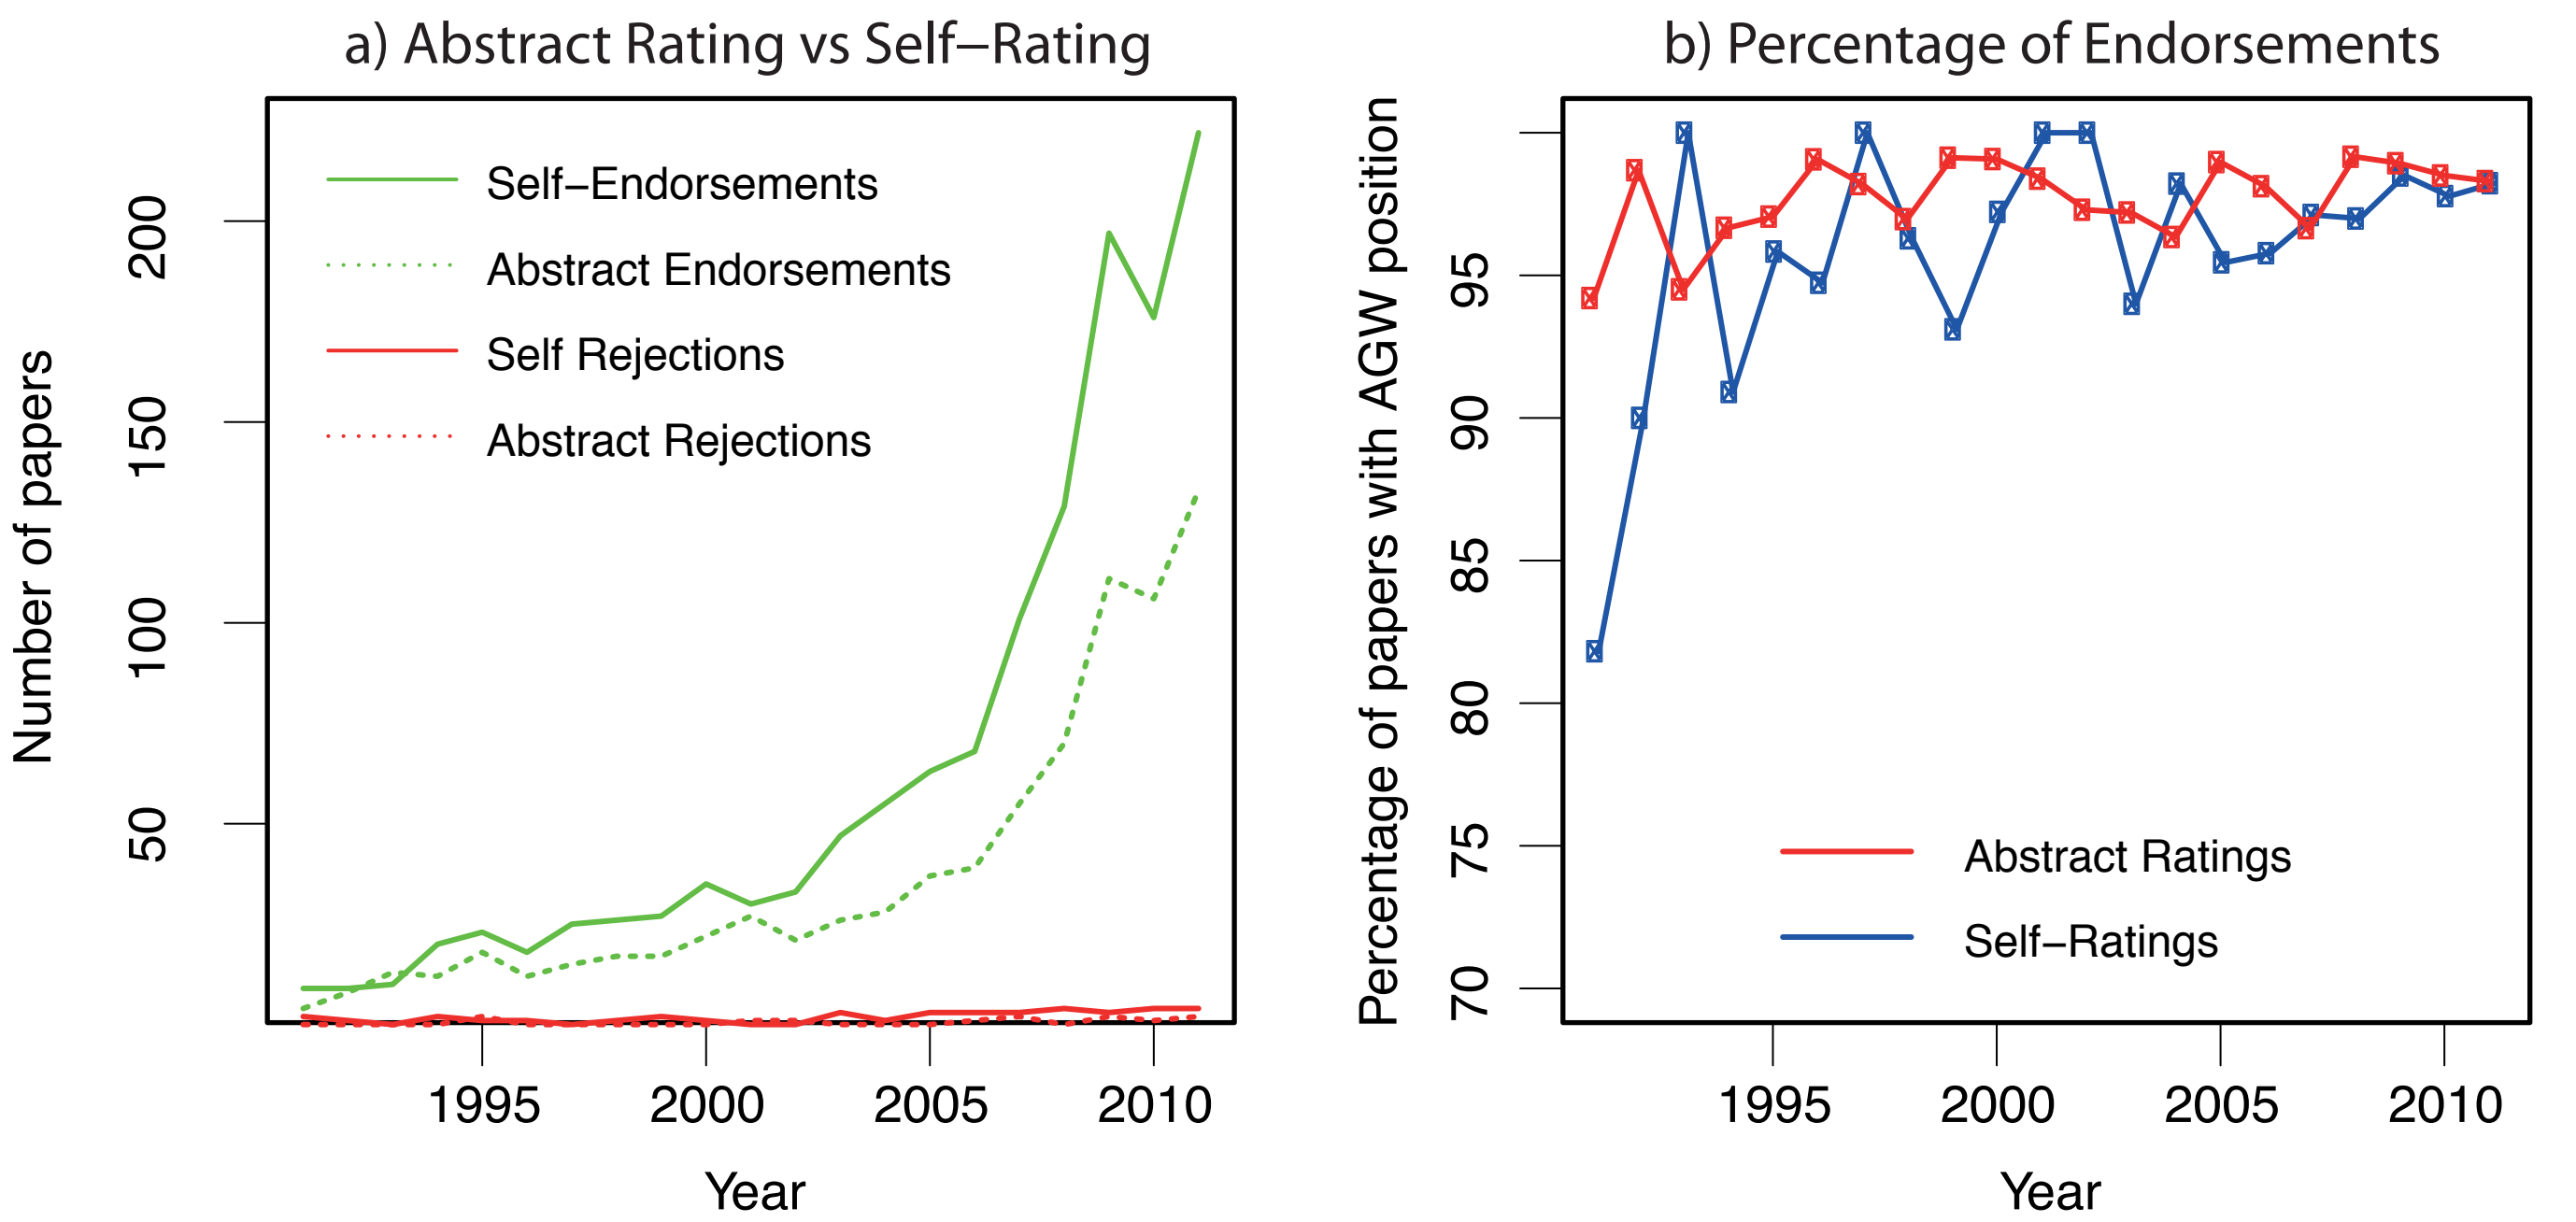 a) Abstract Rating vs Self–Rating
Number of papers
200
150
100
50
Self–Endorsements
Abstract Endorsements
Self Rejections
Abstract Rejections
1995 2000 2005 2010
Year
b) Percentage of Endorsements
Percentage of papers with AGW position
95
90
85
80
75
70
Abstract Ratings
Self–Ratings
1995 2000 2005 2010
Year